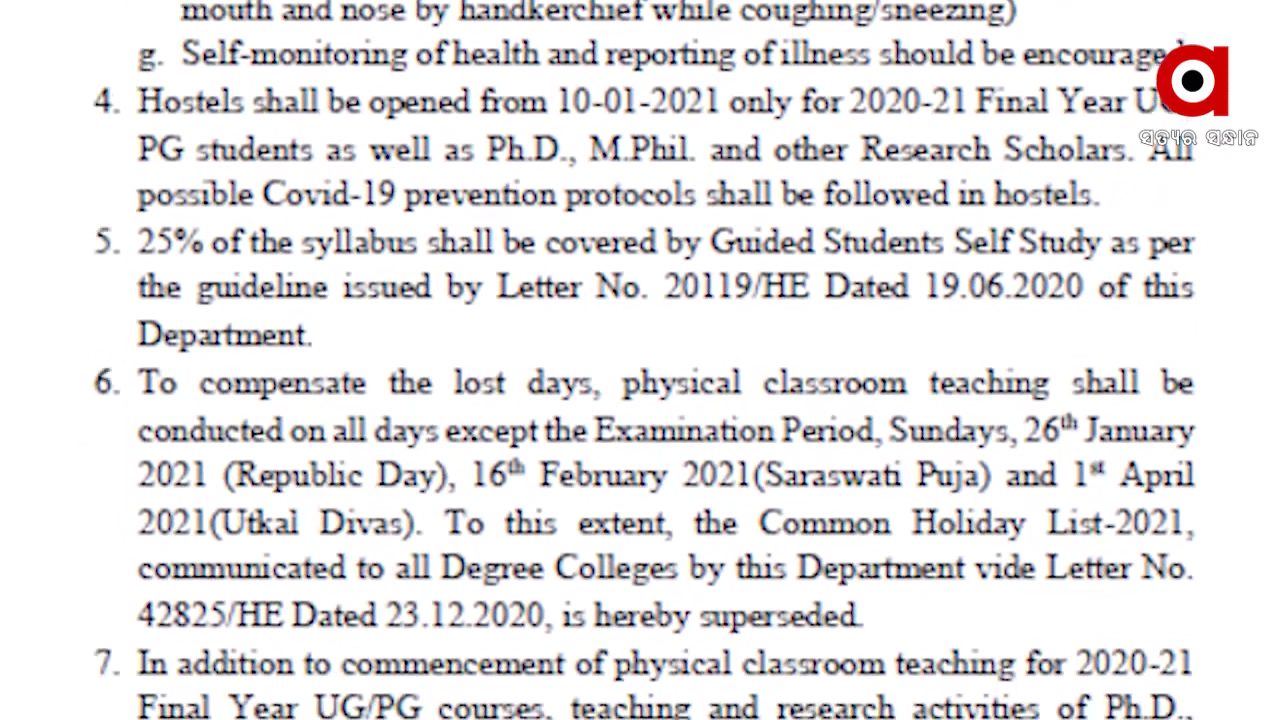 mouth and nose by handkerchief while coughing/sneezing)
g. Self-monitoring of health and reporting of illness should be encouraged
4. Hostels shall be opened from 10-01-2021 only for 2020-21 Final Year
PG students as well as Ph.D., M.Phil. and other Research Scholars. All
possible Covid-19 prevention protocols shall be followed in hostels.
5. 25% of the syllabus shall be covered by Guided Students Self Study as per
the guideline issued by Letter No. 20119/HE Dated 19.06.2020 of this
Department.
6. To compensate the lost days, physical classroom teaching shall be
conducted on all days except the Examination Period, Sundays, 26th January
2021 (Republic Day), 16th February 2021(Saraswati Puja) and 1st April
2021(Utkal Divas). To this extent, the Common Holiday List-2021,
communicated to all Degree Colleges by this Department vide Letter No.
42825/HE Dated 23.12.2020, is hereby superseded.
7. In addition to commencement of physical classroom teaching for 2020-21
Final Year UG/PG courses, teaching and research activities of Ph.D.,
a
ସତ୍ୟର ସନ୍ଧାନ